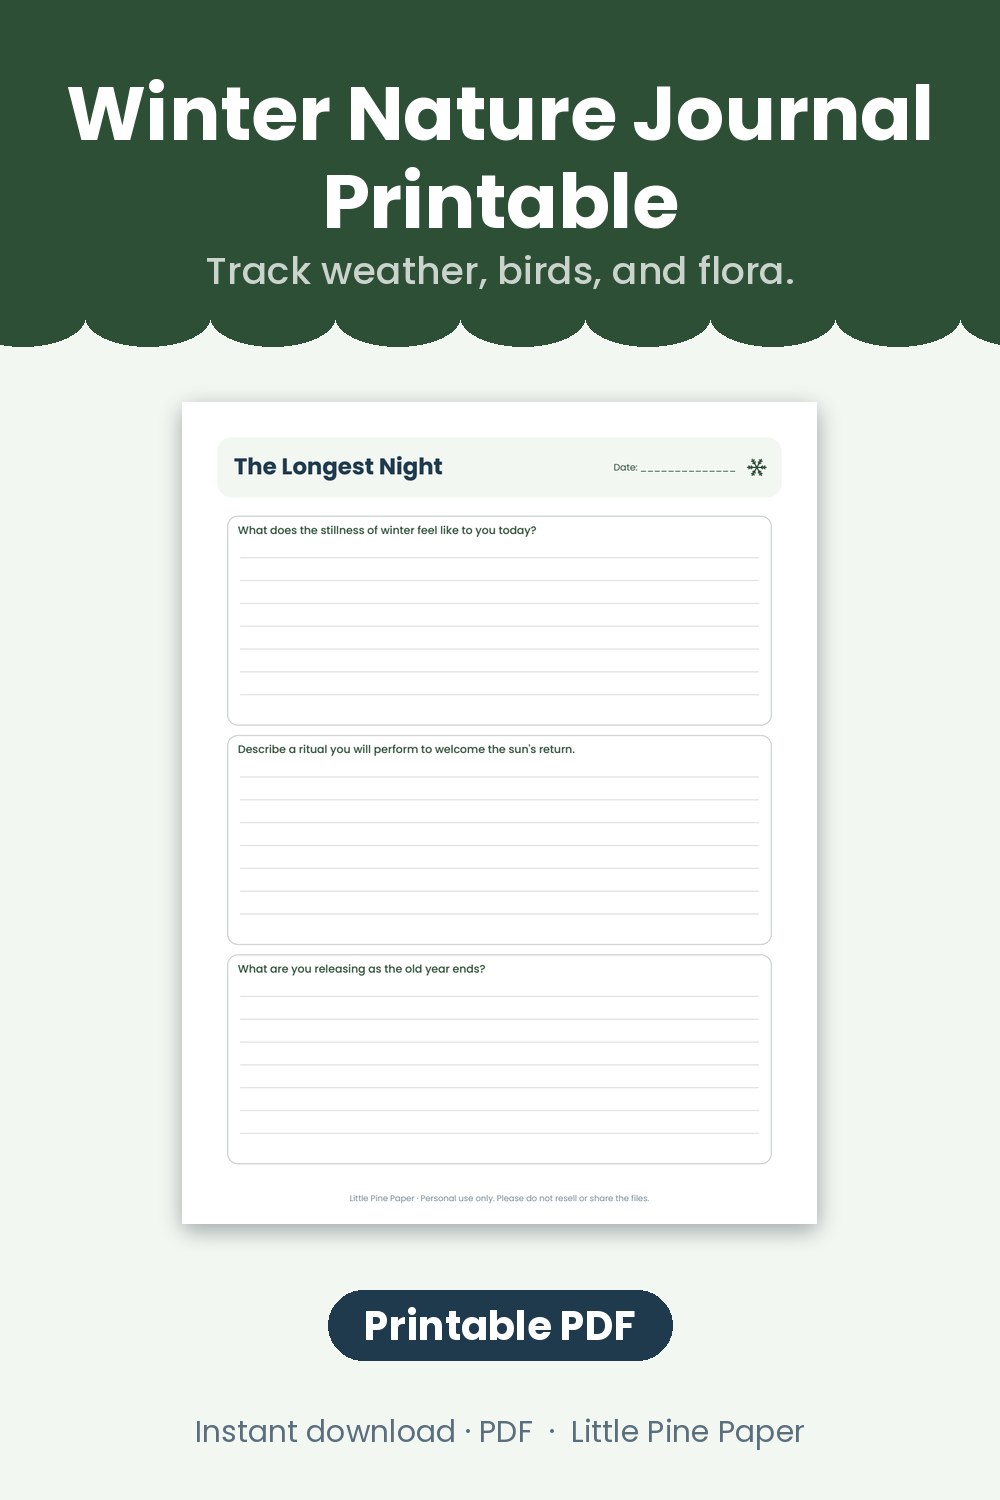 Winter Nature Journal
Printable
Track weather, birds, and flora.
The Longest Night
Date: _ _ _ _ _ _ _ _ _ _ _ _ _ _
What does the stillness of winter feel like to you today?
Describe a ritual you will perform to welcome the sun's return.
What are you releasing as the old year ends?
Little Pine Paper · Personal use only. Please do not resell or share the files.
Printable PDF
Instant download · PDF · Little Pine Paper